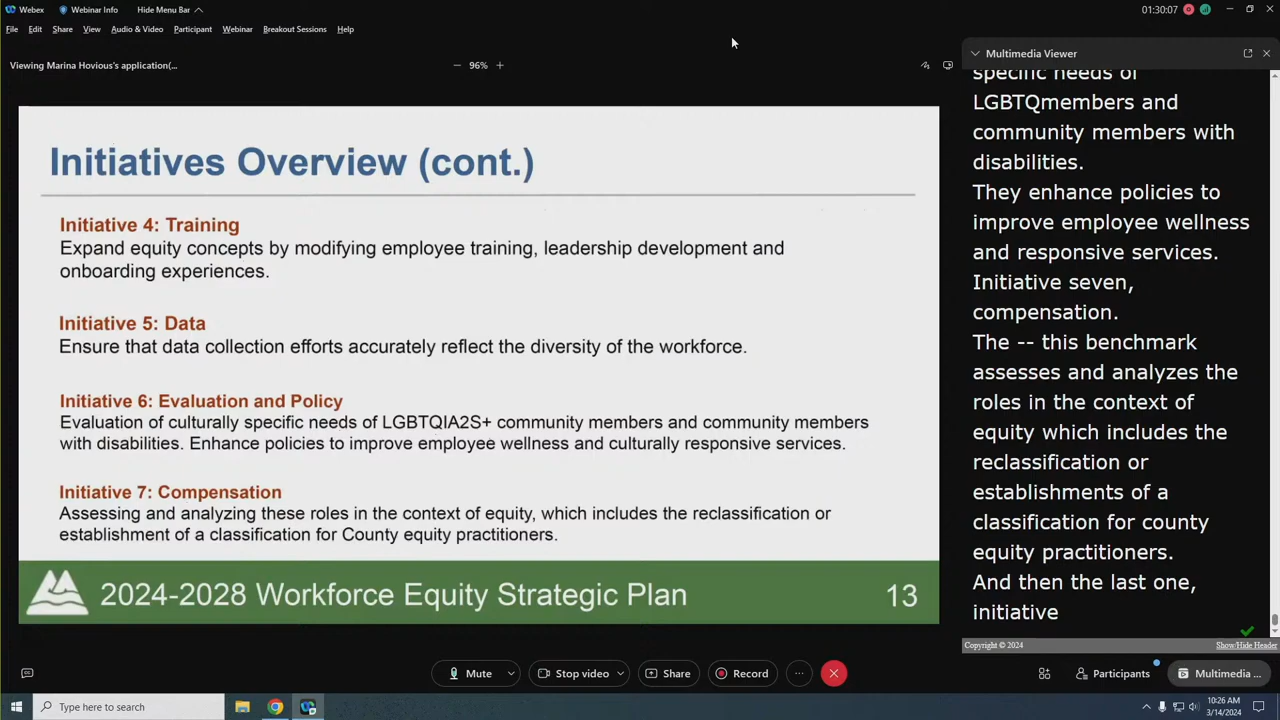 Webex
Webinar Info
Hide Menu Bar
01:30:07
File Edit Share View Audio & Video Participant Webinar Breakout Sessions Help
Viewing Marina Hovious's application(...
96%
Multimedia Viewer
Initiatives Overview (cont.)
Initiative 4: Training
Expand equity concepts by modifying employee training, leadership development and
onboarding experiences.
Initiative 5: Data
Ensure that data collection efforts accurately reflect the diversity of the workforce.
Initiative 6: Evaluation and Policy
Evaluation of culturally specific needs of LGBTQIA2S+ community members and community members
with disabilities. Enhance policies to improve employee wellness and culturally responsive services.
Initiative 7: Compensation
Assessing and analyzing these roles in the context of equity, which includes the reclassification or
establishment of a classification for County equity practitioners.
2024-2028 Workforce Equity Strategic Plan
13
specific needs of
LGBTQmembers and
community members with
disabilities.
They enhance policies to
improve employee wellness
and responsive services.
Initiative seven,
compensation.
The -- this benchmark
assesses and analyzes the
roles in the context of
equity which includes the
reclassification or
establishments of a
classification for county
equity practitioners.
And then the last one,
initiative
Copyright © 2024
Show/Hide Header
Mute
Stop video
Share
Record
Participants
Multimedia ...
Type here to search
10:26 AM
3/14/2024